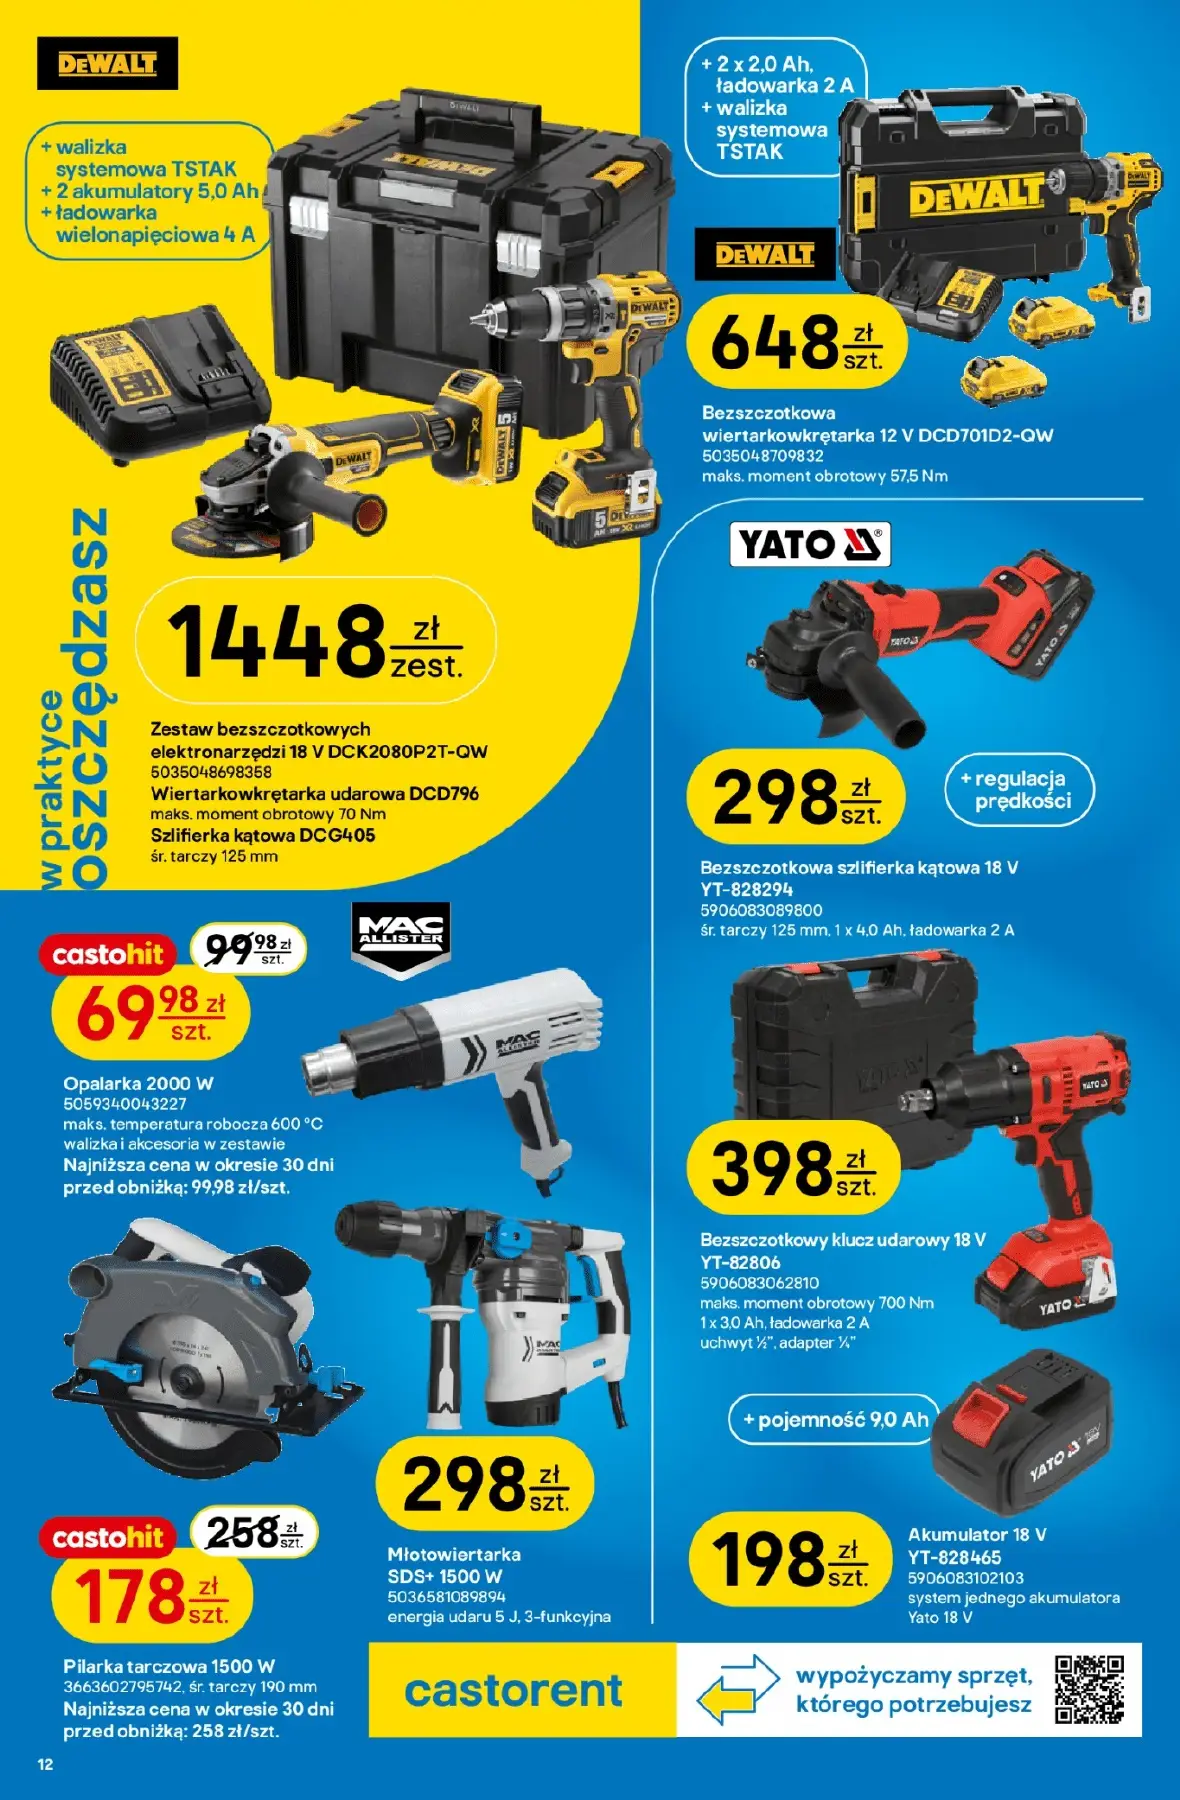 DEWALT
+ walizka
systemowa TSTAK
+ 2 akumulatory 5,0 Ah
+ ładowarka
wielonapięciowa 4 A
w praktyce
oszczędzasz
1448 zł
zest.
Zestaw bezszczotkowych
elektronarzędzi 18 V DCK2080P2T-QW
5035048698358
Wiertarkowkrętarka udarowa DCD796
maks. moment obrotowy 70 Nm
Szlifierka kątowa DCG405
śr. tarczy 125 mm
+ 2 x 2,0 Ah,
ładowarka 2 A
+ walizka
systemowa
TSTAK
DEWALT
DEWALT
648 zł
szt.
Bezszczotkowa
wiertarkowkrętarka 12 V DCD701D2-QW
5035048709832
maks. moment obrotowy 57,5 Nm
YATO
298 zł
szt.
+ regulacja
prędkości
Bezszczotkowa szlifierka kątowa 18 V
YT-828294
5906083089800
śr. tarczy 125 mm, 1 x 4,0 Ah, ładowarka 2 A
398 zł
szt.
Bezszczotkowy klucz udarowy 18 V
YT-82806
5906083062810
maks. moment obrotowy 700 Nm
1 x 3,0 Ah, ładowarka 2 A
uchwyt ½", adapter ¼"
+ pojemność 9,0 Ah
YATO
198 zł
szt.
Akumulator 18 V
YT-828465
5906083102103
system jednego akumulatora
Yato 18 V
castohit
99,98 zł
szt.
69,98 zł
szt.
MAC
ALLISTER
Opalarka 2000 W
5059340043227
maks. temperatura robocza 600 °C
walizka i akcesoria w zestawie
Najniższa cena w okresie 30 dni
przed obniżką: 99,98 zł/szt.
castohit
258 zł
szt.
178 zł
szt.
Pilarka tarczowa 1500 W
3663602795742, śr. tarczy 190 mm
Najniższa cena w okresie 30 dni
przed obniżką: 258 zł/szt.
298 zł
szt.
Młotowiertarka
SDS+ 1500 W
5036581089894
energia udaru 5 J, 3-funkcyjna
castorent
wypożyczamy sprzęt,
którego potrzebujesz
12